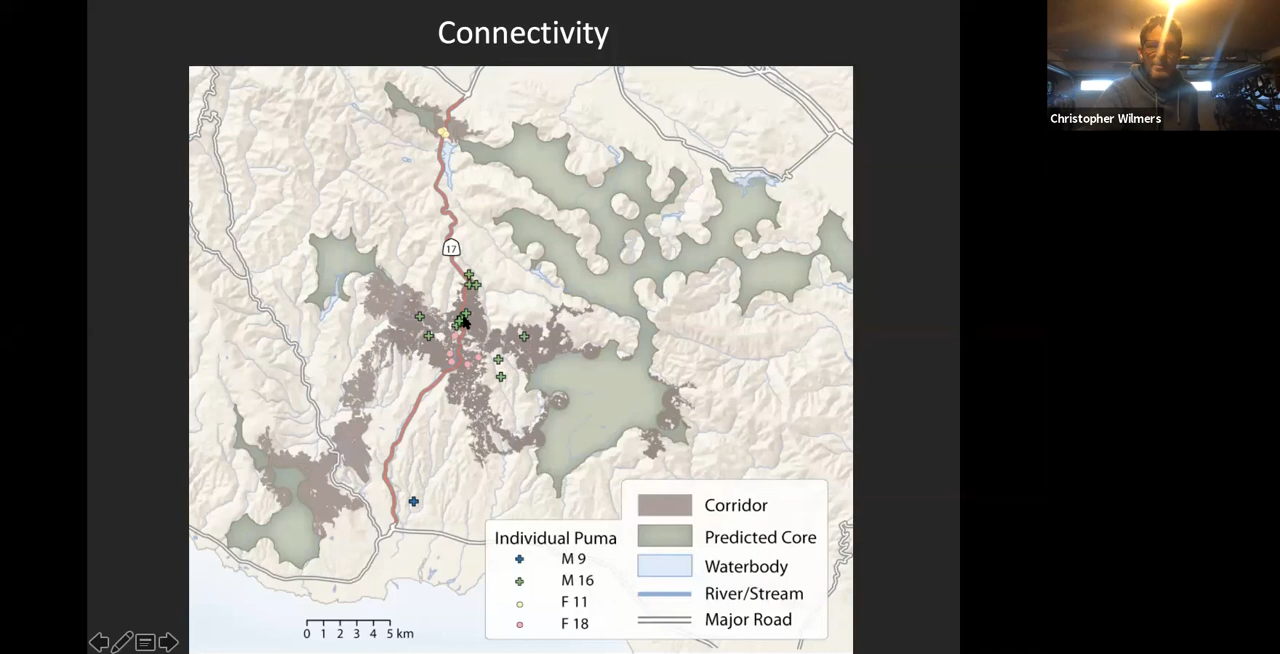 Connectivity
Christopher Wilmers
17
Corridor
Predicted Core
Waterbody
River/Stream
Major Road
Individual Puma
M 9
M 16
F 11
F 18
0 1 2 3 4 5 km